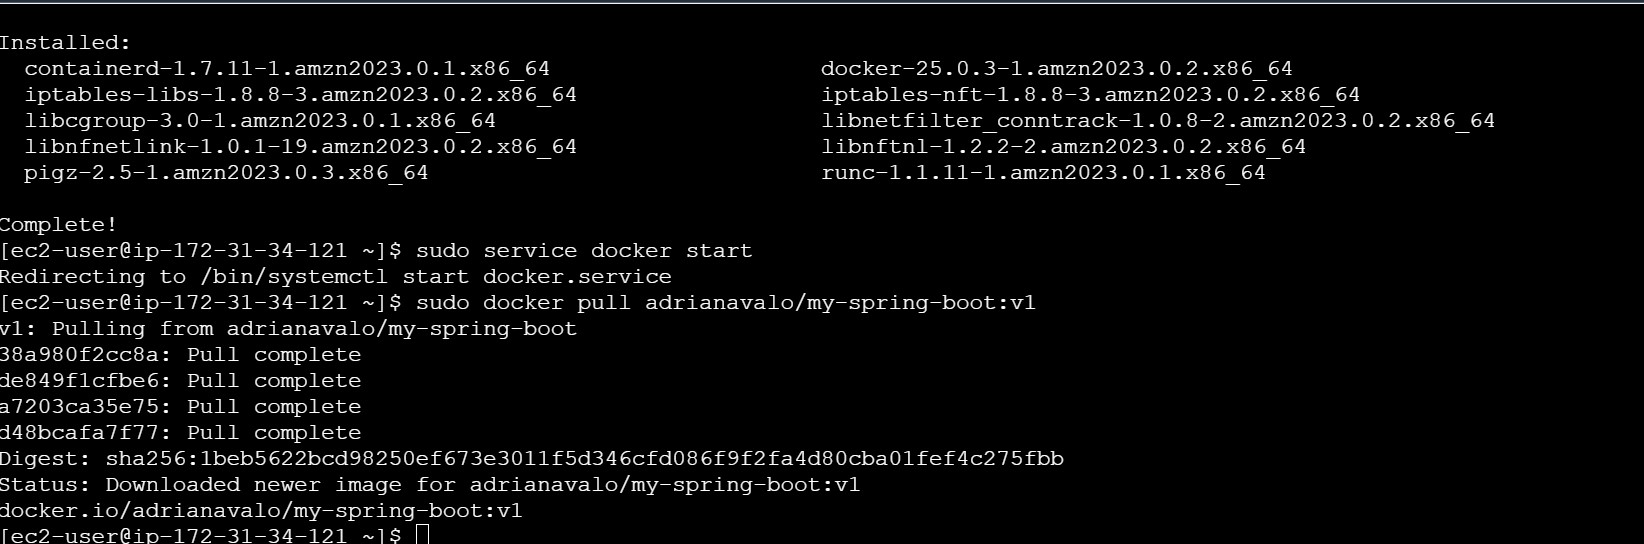 Installed:
containerd-1.7.11-1.amzn2023.0.1.x86_64 docker-25.0.3-1.amzn2023.0.2.x86_64
iptables-libs-1.8.8-3.amzn2023.0.2.x86_64 iptables-nft-1.8.8-3.amzn2023.0.2.x86_64
libcgroup-3.0-1.amzn2023.0.1.x86_64 libnetfilter_conntrack-1.0.8-2.amzn2023.0.2.x86_64
libnfnetlink-1.0.1-19.amzn2023.0.2.x86_64 libnftnl-1.2.2-2.amzn2023.0.2.x86_64
pigz-2.5-1.amzn2023.0.3.x86_64 runc-1.1.11-1.amzn2023.0.1.x86_64
Complete!
[ec2-user@ip-172-31-34-121 ~]$ sudo service docker start
Redirecting to /bin/systemctl start docker.service
[ec2-user@ip-172-31-34-121 ~]$ sudo docker pull adrianavalo/my-spring-boot:v1
v1: Pulling from adrianavalo/my-spring-boot
38a980f2cc8a: Pull complete
de849f1cfbe6: Pull complete
a7203ca35e75: Pull complete
d48bcafa7f77: Pull complete
Digest: sha256:1beb5622bcd98250ef673e3011f5d346cfd086f9f2fa4d80cba01fef4c275fbb
Status: Downloaded newer image for adrianavalo/my-spring-boot:v1
docker.io/adrianavalo/my-spring-boot:v1
[ec2-user@ip-172-31-34-121 ~]$